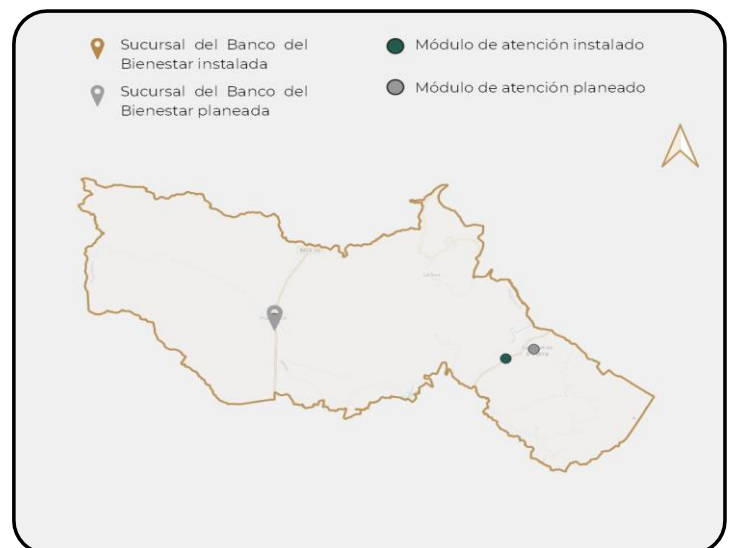 Sucursal del Banco del
Bienestar instalada
Sucursal del Banco del
Bienestar planeada
Módulo de atención instalado
Módulo de atención planeado